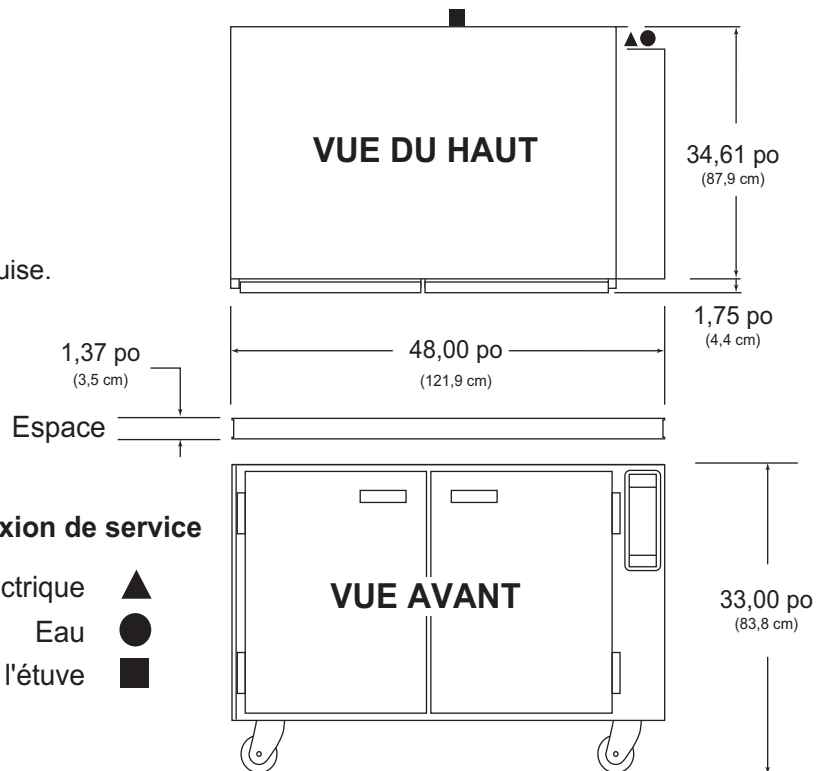 VUE DU HAUT
34,61 po
(87,9 cm)
uise.
1,75 po
(4,4 cm)
1,37 po
(3,5 cm)
48,00 po
(121,9 cm)
Espace
xion de service
ctrique
Eau
l'étuve
VUE AVANT
33,00 po
(83,8 cm)